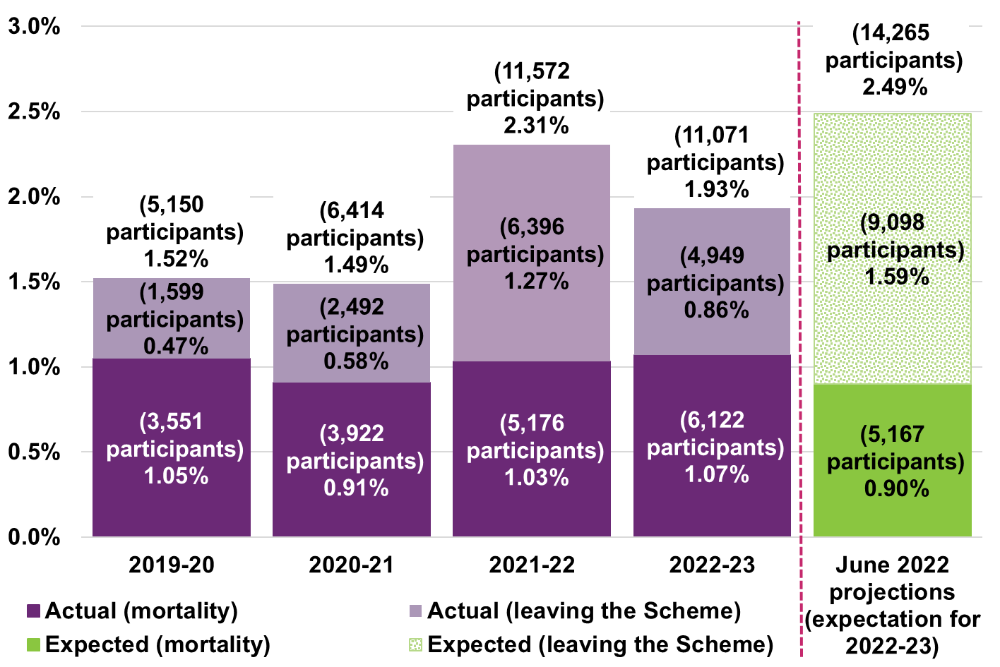 3.0%
2.5%
2.0%
1.5%
1.0%
0.5%
0.0%
(5,150
participants)
1.52%
(1,599
participants)
0.47%
(3,551
participants)
1.05%
(6,414
participants)
1.49%
(2,492
participants)
0.58%
(3,922
participants)
0.91%
(11,572
participants)
2.31%
(6,396
participants)
1.27%
(5,176
participants)
1.03%
(11,071
participants)
1.93%
(4,949
participants)
0.86%
(6,122
participants)
1.07%
(14,265
participants)
2.49%
(9,098
participants)
1.59%
(5,167
participants)
0.90%
2019-20
2020-21
2021-22
2022-23
June 2022
projections
(expectation for
2022-23)
Actual (mortality)
Actual (leaving the Scheme)
Expected (mortality)
Expected (leaving the Scheme)